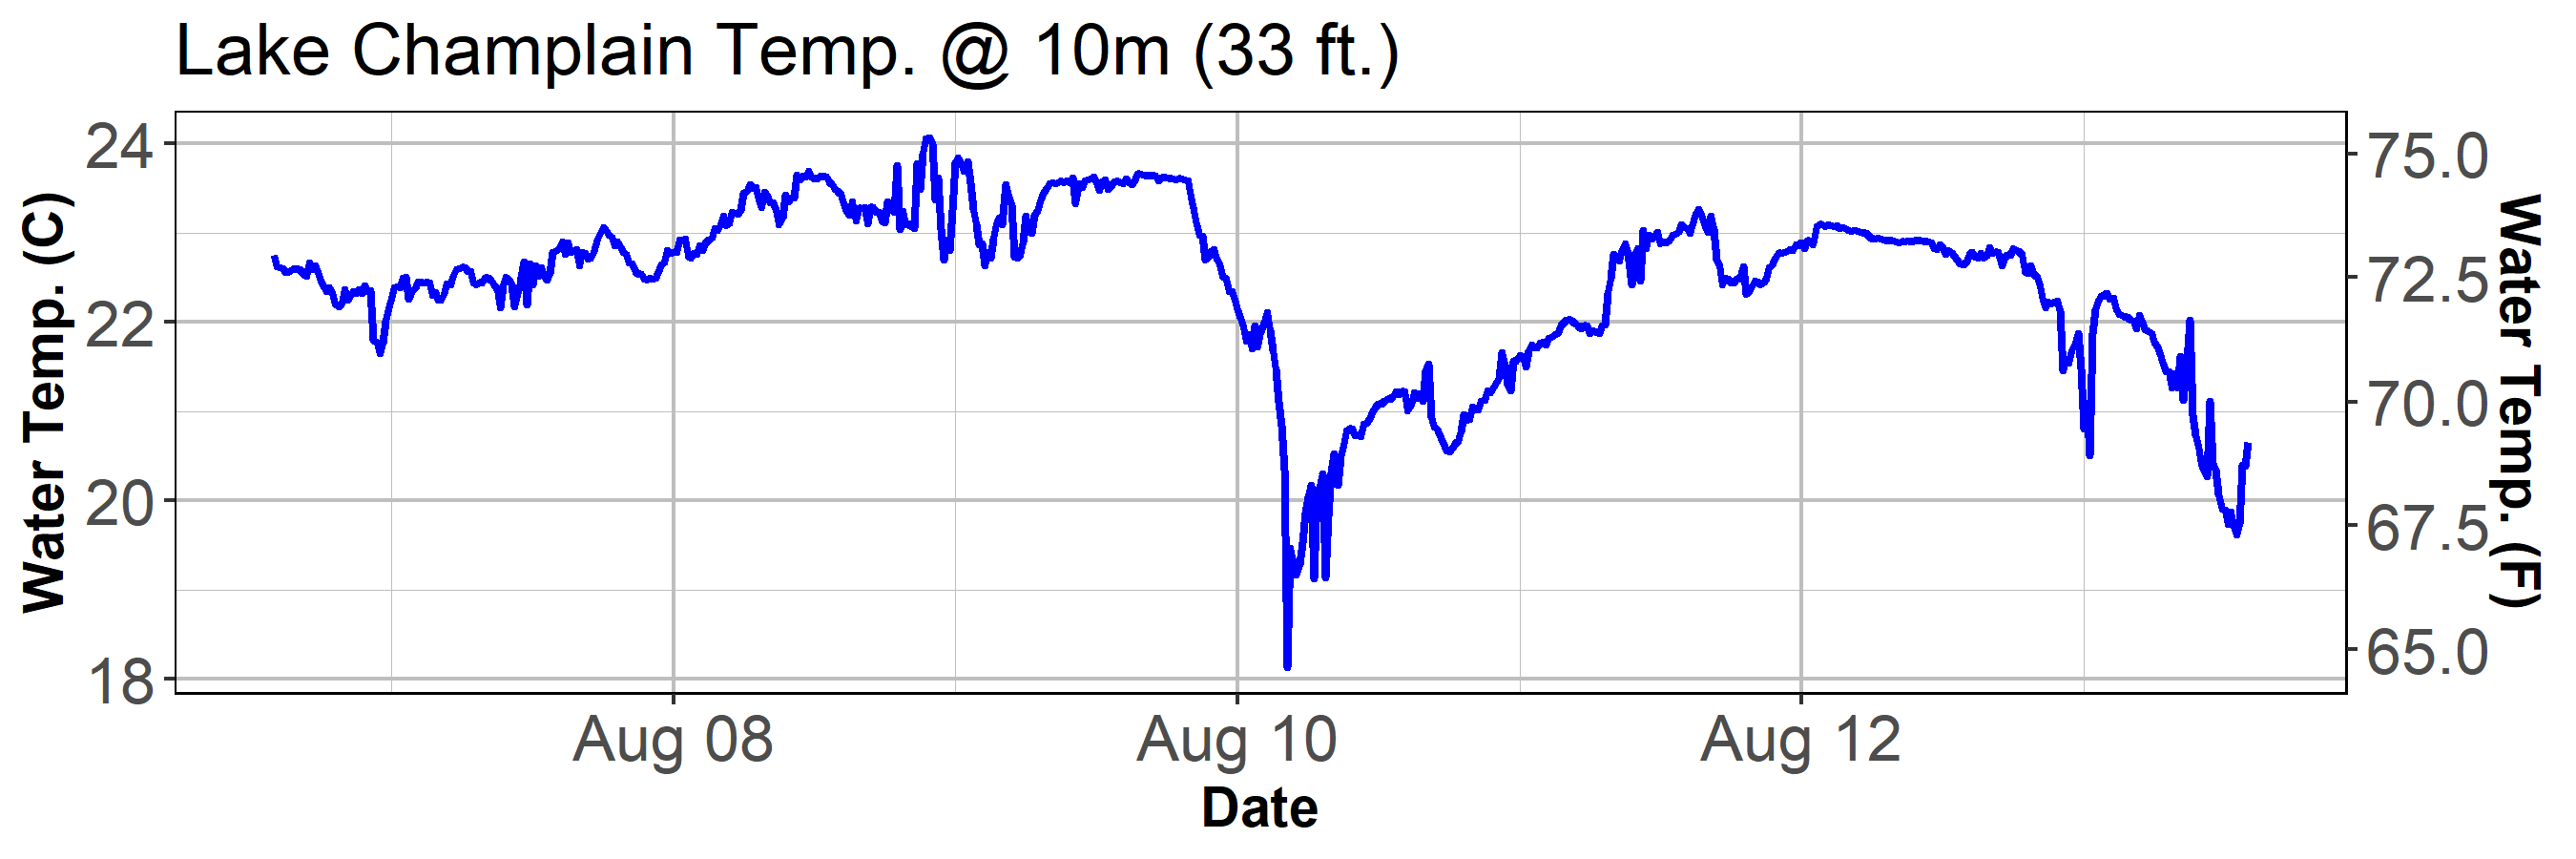 Lake Champlain Temp. @ 10m (33 ft.)
Water Temp. (C)
24
22
20
18
75.0
72.5
70.0
67.5
65.0
Water Temp. (F)
Aug 08 Aug 10 Aug 12
Date